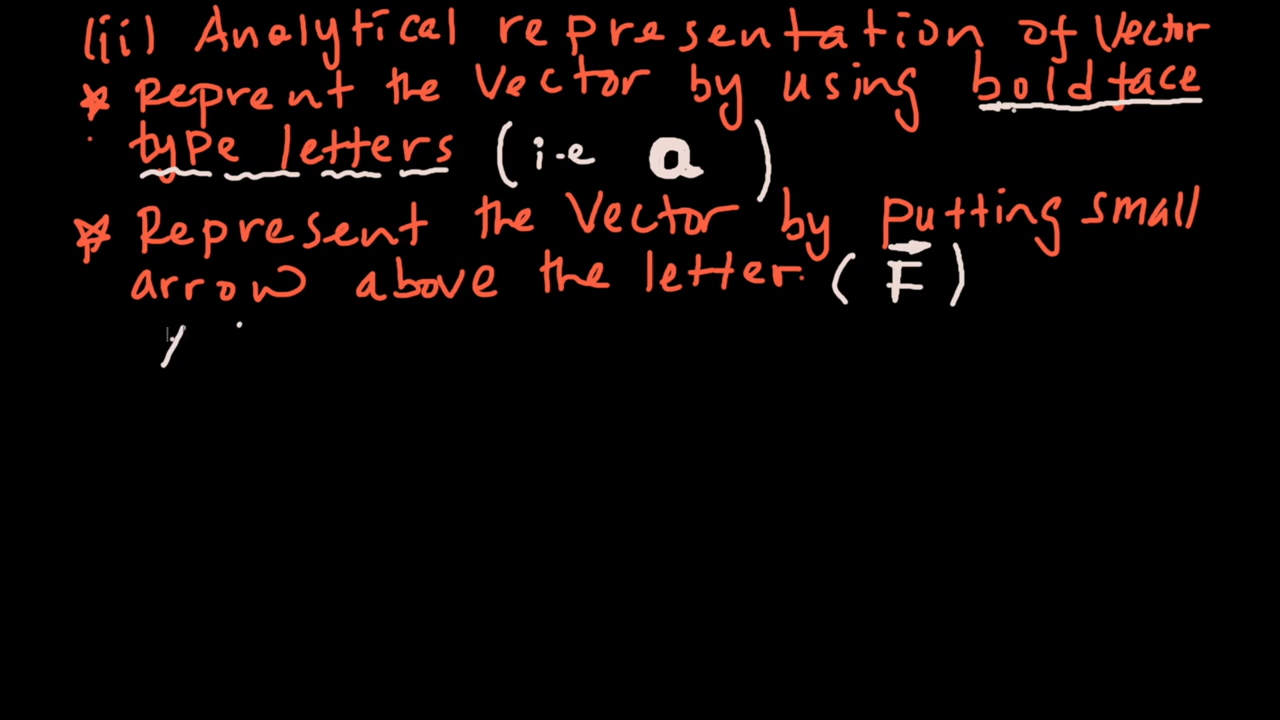 (ii) Analytical representation of Vector
* Reprent the Vector by using boldface
type letters (i.e a)
* Represent the Vector by putting small
arrow above the letter. (F⃗)